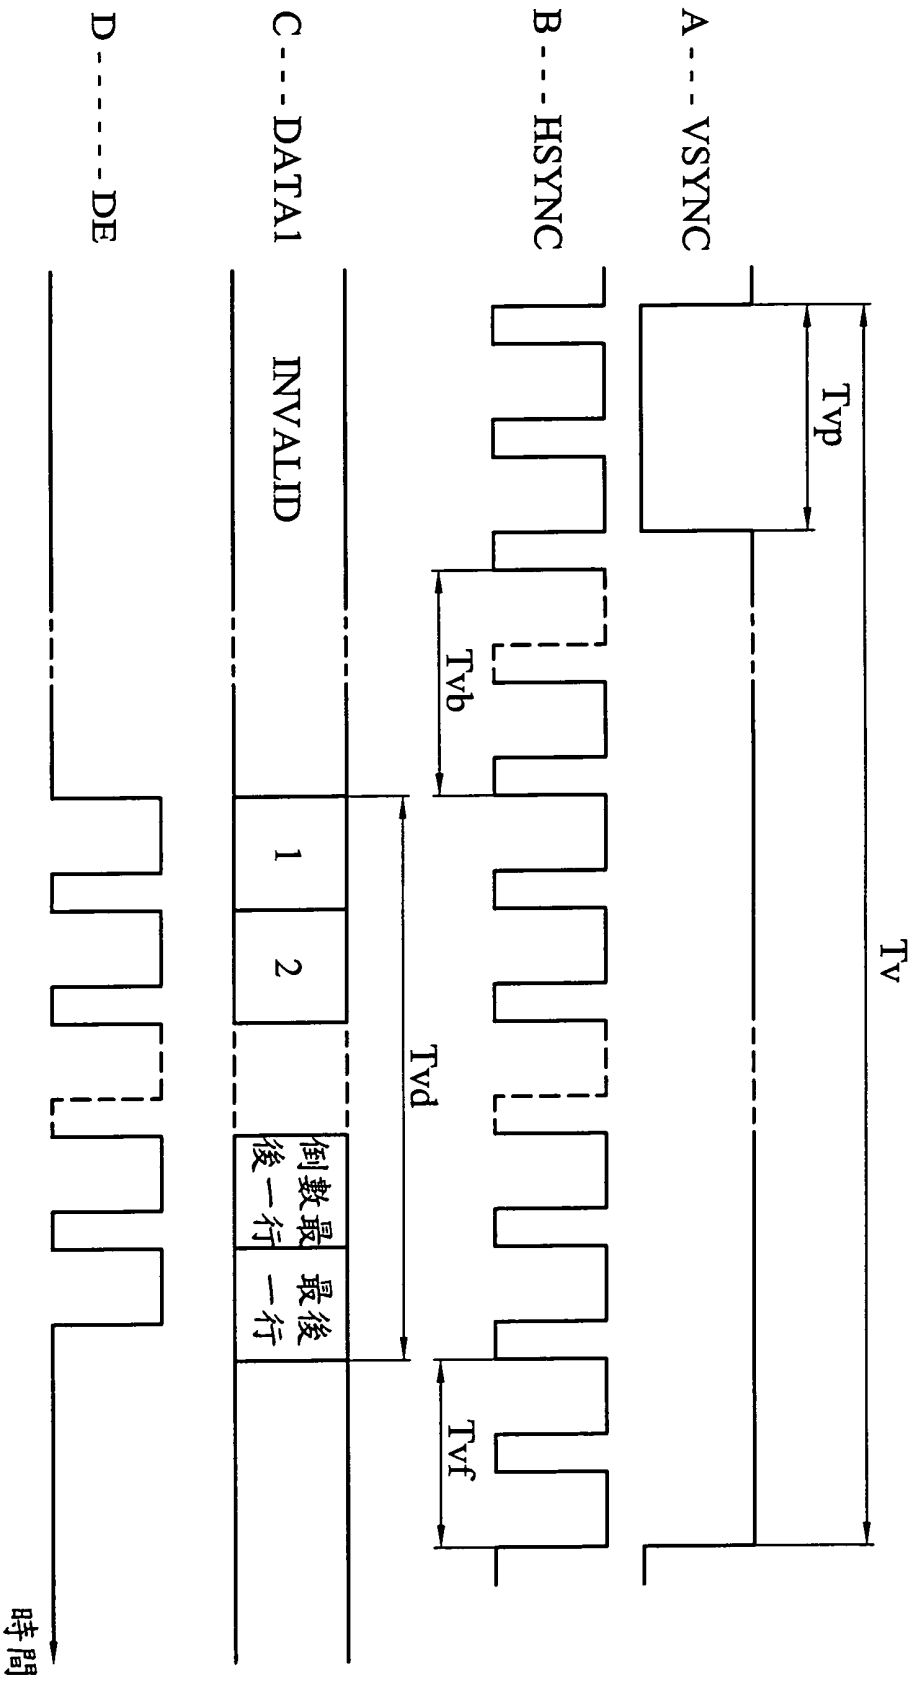 Tv
Tvp
A - - - VSYNC
B - - - HSYNC
Tvb
Tvf
Tvd
C - - - DATA1
INVALID
1
2
倒數最
後一行
最後
一行
D - - - - - - DE
時間